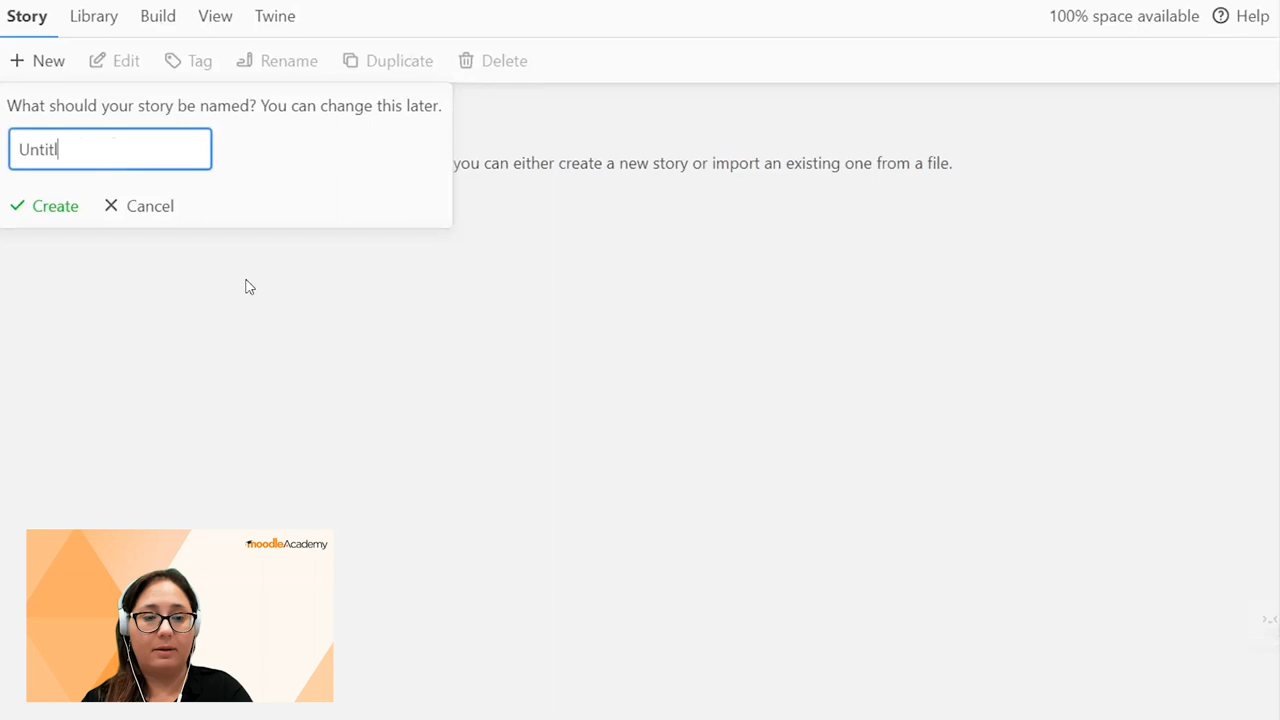 Story Library Build View Twine 100% space available Help
New Edit Tag Rename Duplicate Delete
What should your story be named? You can change this later.
Untitl
you can either create a new story or import an existing one from a file.
Create Cancel
moodleAcademy